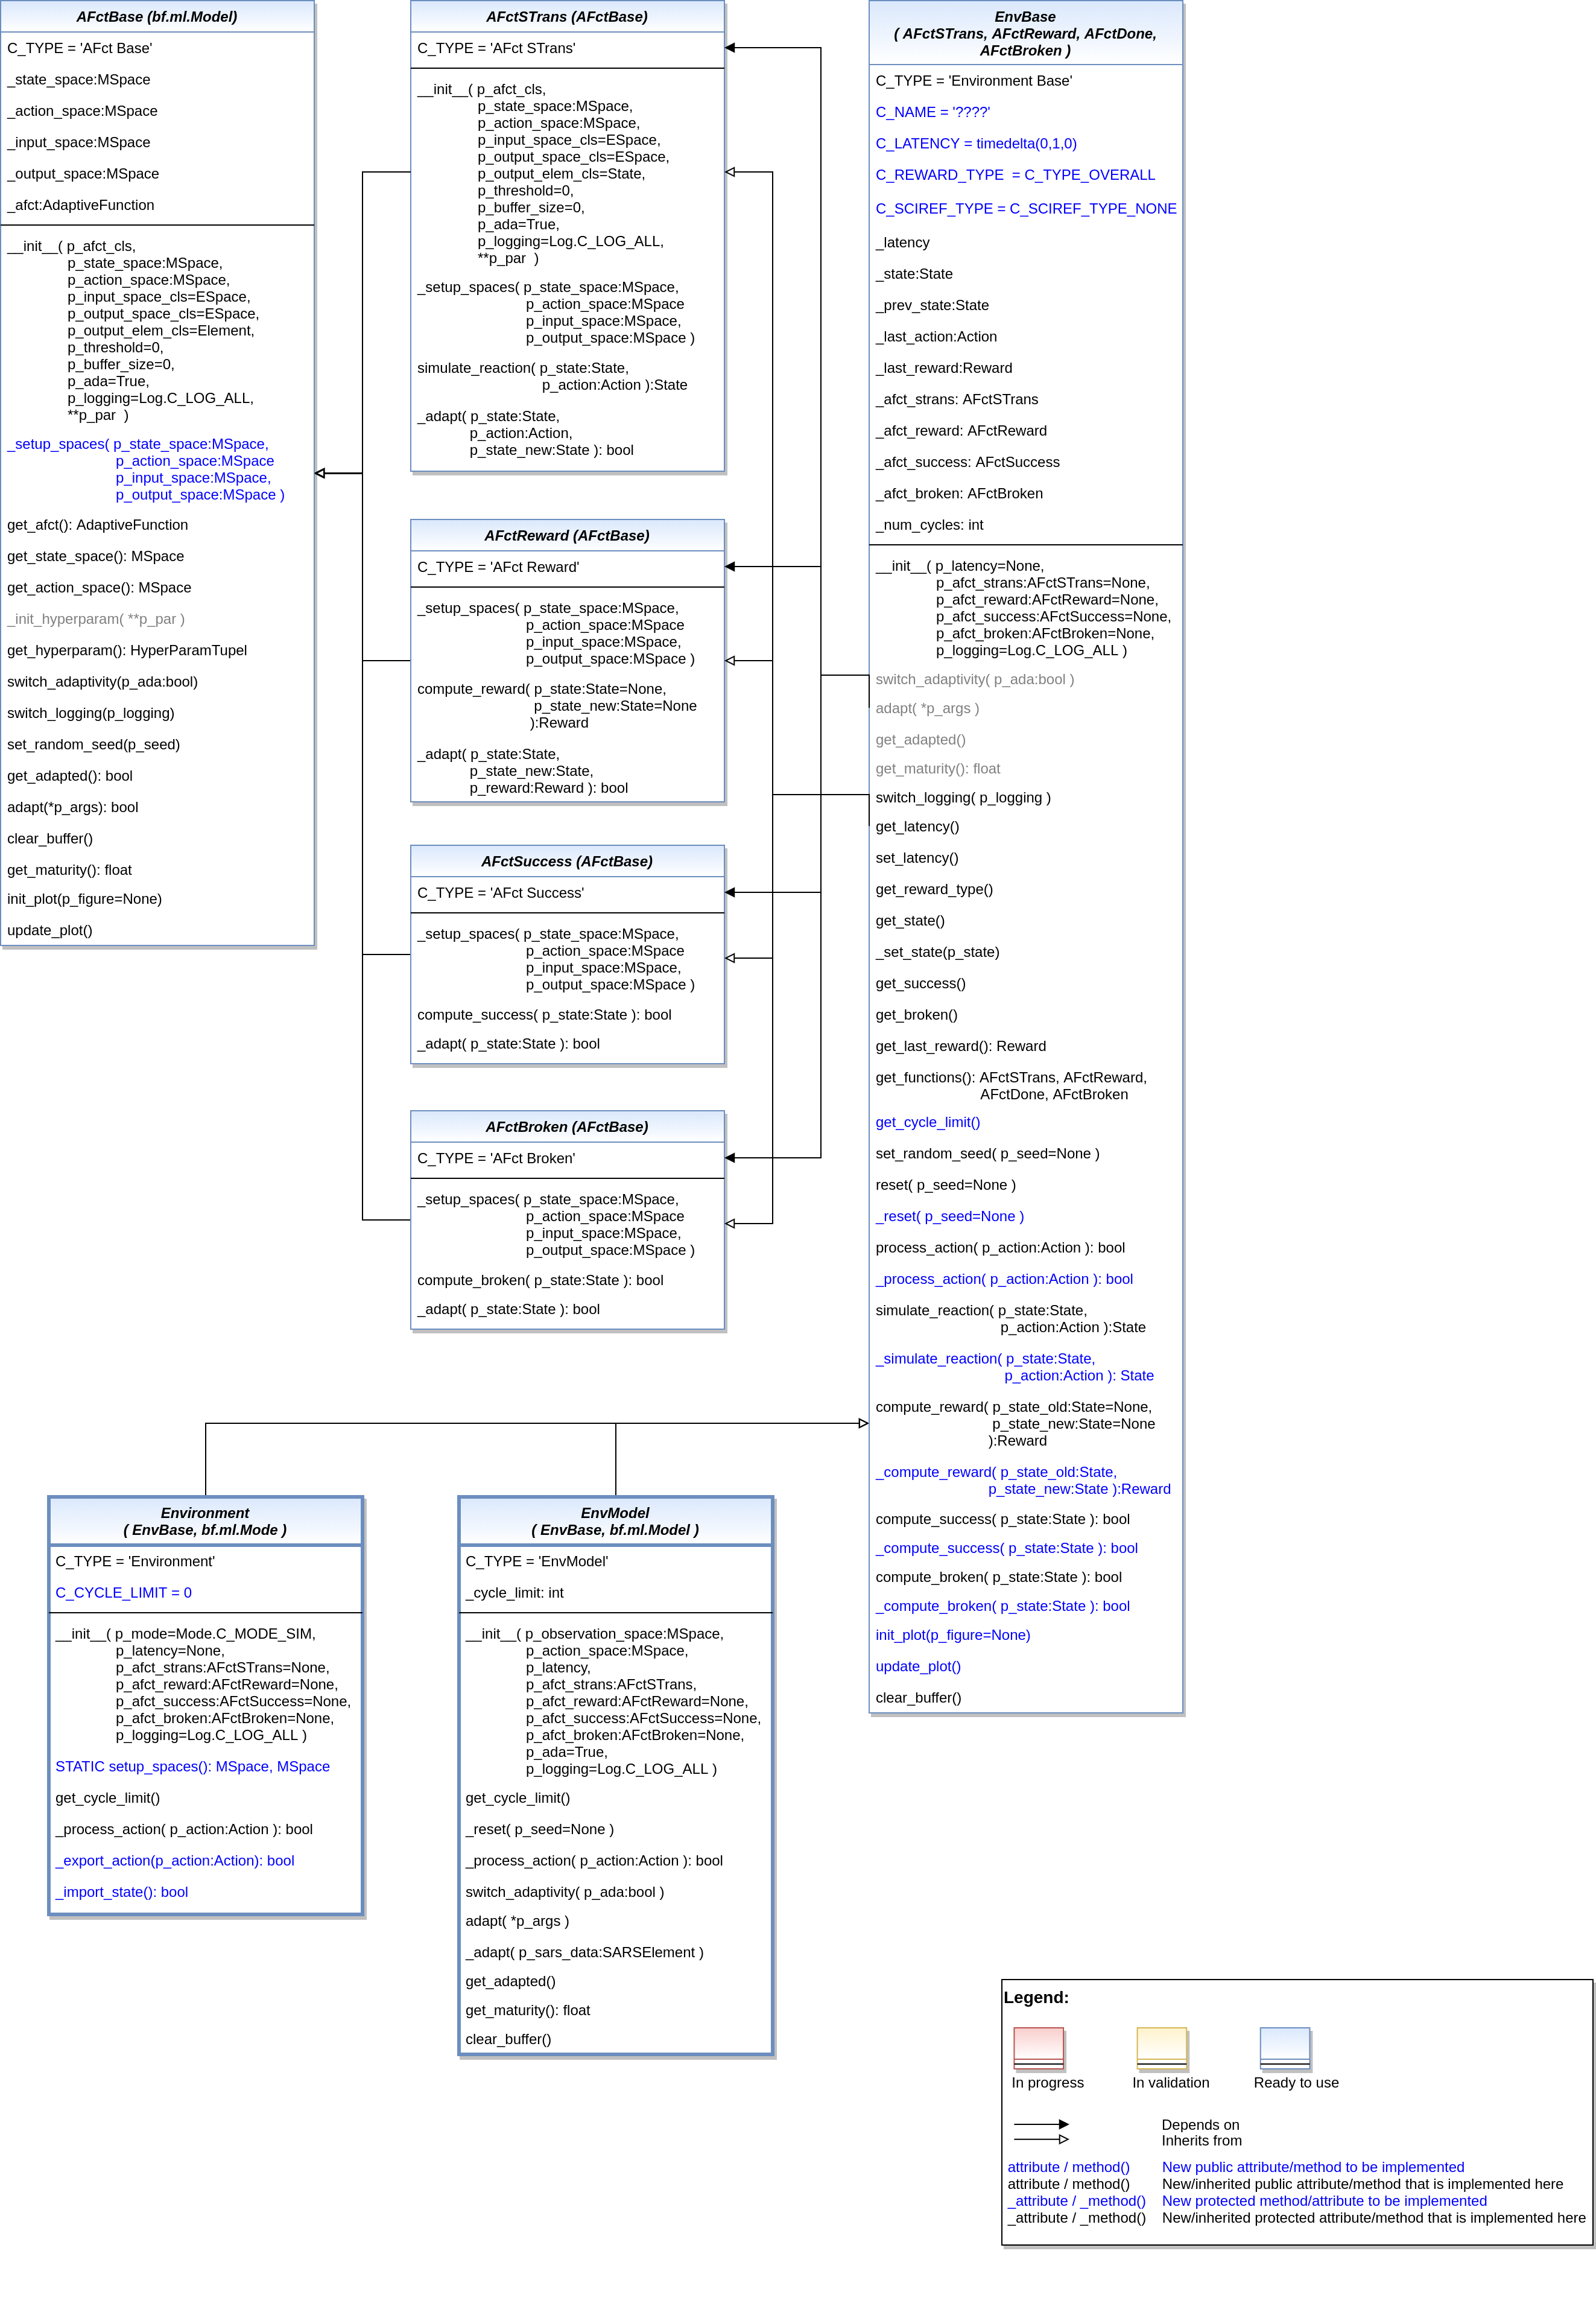 AFctBase (bf.ml.Model)
C_TYPE = 'AFct Base'
_state_space:MSpace
_action_space:MSpace
_input_space:MSpace
_output_space:MSpace
_afct:AdaptiveFunction
__init__( p_afct_cls,
p_state_space:MSpace,
p_action_space:MSpace,
p_input_space_cls=ESpace,
p_output_space_cls=ESpace,
p_output_elem_cls=Element,
p_threshold=0,
p_buffer_size=0,
p_ada=True,
p_logging=Log.C_LOG_ALL,
**p_par  )
_setup_spaces( p_state_space:MSpace,
p_action_space:MSpace
p_input_space:MSpace,
p_output_space:MSpace )
get_afct(): AdaptiveFunction
get_state_space(): MSpace
get_action_space(): MSpace
_init_hyperparam( **p_par )
get_hyperparam(): HyperParamTupel
switch_adaptivity(p_ada:bool)
switch_logging(p_logging)
set_random_seed(p_seed)
get_adapted(): bool
adapt(*p_args): bool
clear_buffer()
get_maturity(): float
init_plot(p_figure=None)
update_plot()
AFctSTrans (AFctBase)
C_TYPE = 'AFct STrans'
__init__( p_afct_cls,
p_state_space:MSpace,
p_action_space:MSpace,
p_input_space_cls=ESpace,
p_output_space_cls=ESpace,
p_output_elem_cls=State,
p_threshold=0,
p_buffer_size=0,
p_ada=True,
p_logging=Log.C_LOG_ALL,
**p_par  )
_setup_spaces( p_state_space:MSpace,
p_action_space:MSpace
p_input_space:MSpace,
p_output_space:MSpace )
simulate_reaction( p_state:State,
p_action:Action ):State
_adapt( p_state:State,
p_action:Action,
p_state_new:State ): bool
AFctReward (AFctBase)
C_TYPE = 'AFct Reward'
_setup_spaces( p_state_space:MSpace,
p_action_space:MSpace
p_input_space:MSpace,
p_output_space:MSpace )
compute_reward( p_state:State=None,
p_state_new:State=None
):Reward
_adapt( p_state:State,
p_state_new:State,
p_reward:Reward ): bool
AFctSuccess (AFctBase)
C_TYPE = 'AFct Success'
_setup_spaces( p_state_space:MSpace,
p_action_space:MSpace
p_input_space:MSpace,
p_output_space:MSpace )
compute_success( p_state:State ): bool
_adapt( p_state:State ): bool
AFctBroken (AFctBase)
C_TYPE = 'AFct Broken'
_setup_spaces( p_state_space:MSpace,
p_action_space:MSpace
p_input_space:MSpace,
p_output_space:MSpace )
compute_broken( p_state:State ): bool
_adapt( p_state:State ): bool
EnvBase
( AFctSTrans, AFctReward, AFctDone,
AFctBroken )
C_TYPE = 'Environment Base'
C_NAME = '????'
C_LATENCY = timedelta(0,1,0)
C_REWARD_TYPE  = C_TYPE_OVERALL
C_SCIREF_TYPE = C_SCIREF_TYPE_NONE
_latency
_state:State
_prev_state:State
_last_action:Action
_last_reward:Reward
_afct_strans: AFctSTrans
_afct_reward: AFctReward
_afct_success: AFctSuccess
_afct_broken: AFctBroken
_num_cycles: int
__init__( p_latency=None,
p_afct_strans:AFctSTrans=None,
p_afct_reward:AFctReward=None,
p_afct_success:AFctSuccess=None,
p_afct_broken:AFctBroken=None,
p_logging=Log.C_LOG_ALL )
switch_adaptivity( p_ada:bool )
adapt( *p_args )
get_adapted()
get_maturity(): float
switch_logging( p_logging )
get_latency()
set_latency()
get_reward_type()
get_state()
_set_state(p_state)
get_success()
get_broken()
get_last_reward(): Reward
get_functions(): AFctSTrans, AFctReward,
AFctDone, AFctBroken
get_cycle_limit()
set_random_seed( p_seed=None )
reset( p_seed=None )
_reset( p_seed=None )
process_action( p_action:Action ): bool
_process_action( p_action:Action ): bool
simulate_reaction( p_state:State,
p_action:Action ):State
_simulate_reaction( p_state:State,
p_action:Action ): State
compute_reward( p_state_old:State=None,
p_state_new:State=None
):Reward
_compute_reward( p_state_old:State,
p_state_new:State ):Reward
compute_success( p_state:State ): bool
_compute_success( p_state:State ): bool
compute_broken( p_state:State ): bool
_compute_broken( p_state:State ): bool
init_plot(p_figure=None)
update_plot()
clear_buffer()
Environment
( EnvBase, bf.ml.Mode )
C_TYPE = 'Environment'
C_CYCLE_LIMIT = 0
__init__( p_mode=Mode.C_MODE_SIM,
p_latency=None,
p_afct_strans:AFctSTrans=None,
p_afct_reward:AFctReward=None,
p_afct_success:AFctSuccess=None,
p_afct_broken:AFctBroken=None,
p_logging=Log.C_LOG_ALL )
STATIC setup_spaces(): MSpace, MSpace
get_cycle_limit()
_process_action( p_action:Action ): bool
_export_action(p_action:Action): bool
_import_state(): bool
EnvModel
( EnvBase, bf.ml.Model )
C_TYPE = 'EnvModel'
_cycle_limit: int
__init__( p_observation_space:MSpace,
p_action_space:MSpace,
p_latency,
p_afct_strans:AFctSTrans,
p_afct_reward:AFctReward=None,
p_afct_success:AFctSuccess=None,
p_afct_broken:AFctBroken=None,
p_ada=True,
p_logging=Log.C_LOG_ALL )
get_cycle_limit()
_reset( p_seed=None )
_process_action( p_action:Action ): bool
switch_adaptivity( p_ada:bool )
adapt( *p_args )
_adapt( p_sars_data:SARSElement )
get_adapted()
get_maturity(): float
clear_buffer()
Legend:
In progress In validation Ready to use
Depends on
Inherits from
attribute / method() New public attribute/method to be implemented
attribute / method() New/inherited public attribute/method that is implemented here
_attribute / _method() New protected method/attribute to be implemented
_attribute / _method() New/inherited protected attribute/method that is implemented here